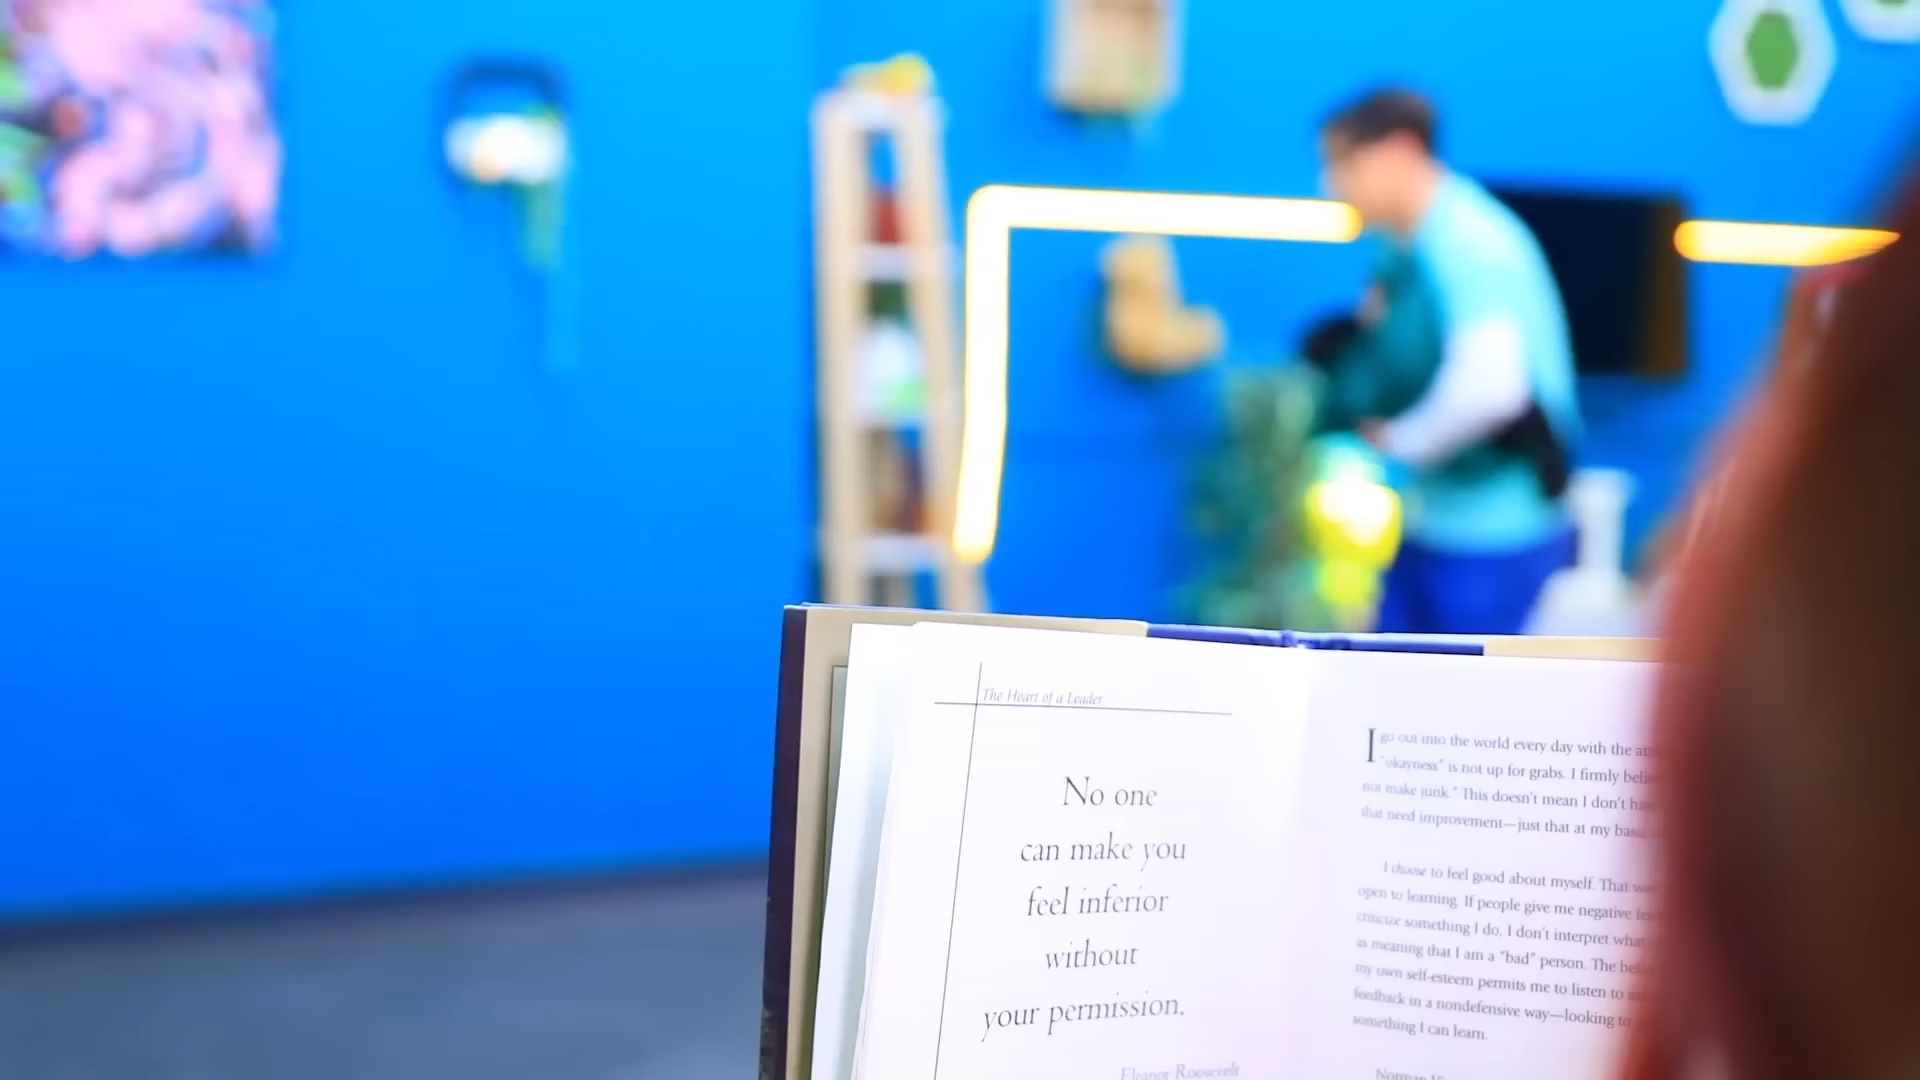 The Heart of a Leader
No one
can make you
feel inferior
without
your permission.
Eleanor Roosevelt
I go out into the world every day with the
"okayness" is not up for grabs. I firmly
not make junk." This doesn't mean I don't
that need improvement—just that at my
I choose to feel good about myself. That
open to learning. If people give me negative
criticize something I do, I don't interpret
as meaning that I am a "bad" person. The
my own self-esteem permits me to listen to
feedback in a nondefensive way—looking to
something I can learn.
Norman